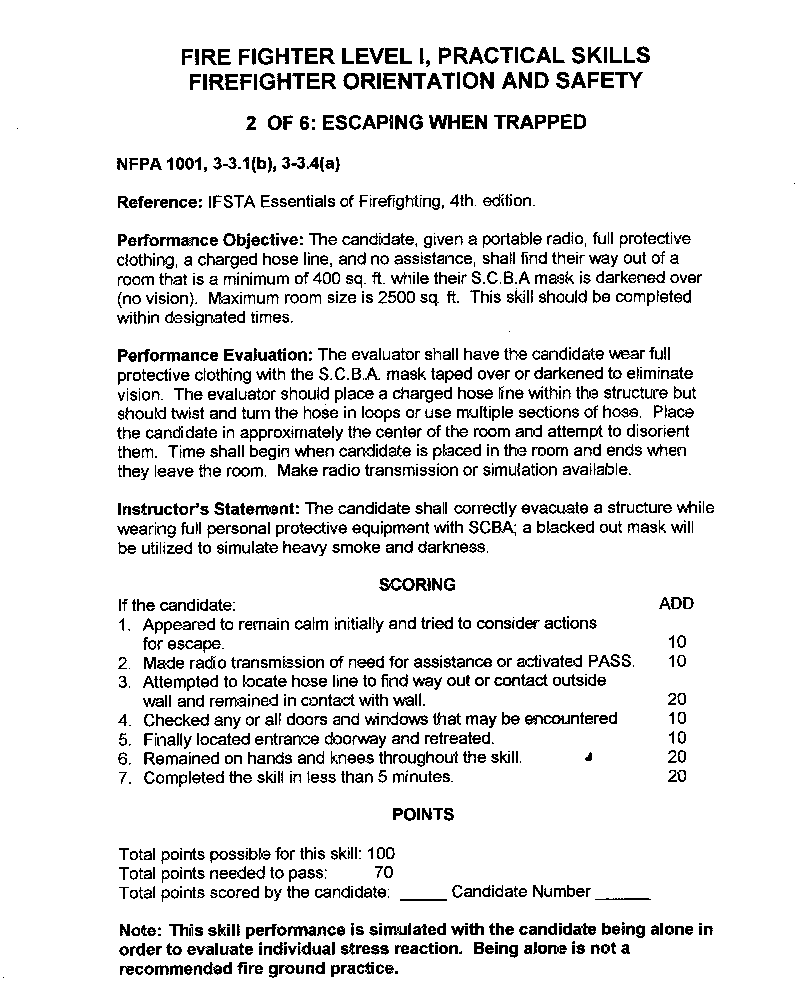 FIRE FIGHTER LEVEL I, PRACTICAL SKILLS
FIREFIGHTER ORIENTATION AND SAFETY
2 OF 6: ESCAPING WHEN TRAPPED
NFPA 1001, 3-3.1(b), 3-3.4(a)
Reference: IFSTA Essentials of Firefighting, 4th. edition.
Performance Objective: The candidate, given a portable radio, full protective
clothing, a charged hose line, and no assistance, shall find their way out of a
room that is a minimum of 400 sq. ft. while their S.C.B.A mask is darkened over
(no vision). Maximum room size is 2500 sq. ft. This skill should be completed
within designated times.
Performance Evaluation: The evaluator shall have the candidate wear full
protective clothing with the S.C.B.A. mask taped over or darkened to eliminate
vision. The evaluator should place a charged hose line within the structure but
should twist and turn the hose in loops or use multiple sections of hose. Place
the candidate in approximately the center of the room and attempt to disorient
them. Time shall begin when candidate is placed in the room and ends when
they leave the room. Make radio transmission or simulation available.
Instructor's Statement: The candidate shall correctly evacuate a structure while
wearing full personal protective equipment with SCBA; a blacked out mask will
be utilized to simulate heavy smoke and darkness.
SCORING
If the candidate: ADD
1. Appeared to remain calm initially and tried to consider actions
for escape. 10
2. Made radio transmission of need for assistance or activated PASS. 10
3. Attempted to locate hose line to find way out or contact outside
wall and remained in contact with wall. 20
4. Checked any or all doors and windows that may be encountered 10
5. Finally located entrance doorway and retreated. 10
6. Remained on hands and knees throughout the skill. 20
7. Completed the skill in less than 5 minutes. 20
POINTS
Total points possible for this skill: 100
Total points needed to pass: 70
Total points scored by the candidate: _____ Candidate Number ______
Note: This skill performance is simulated with the candidate being alone in
order to evaluate individual stress reaction. Being alone is not a
recommended fire ground practice.